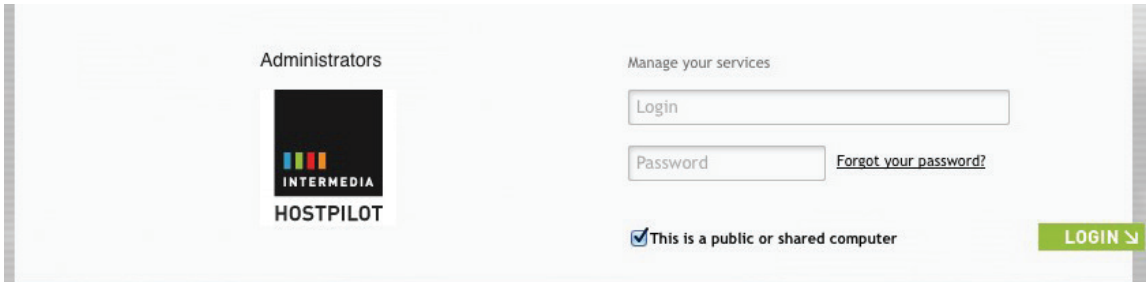 Administrators
INTERMEDIA
HOSTPILOT
Manage your services
Login
Password
Forgot your password?
This is a public or shared computer
LOGIN